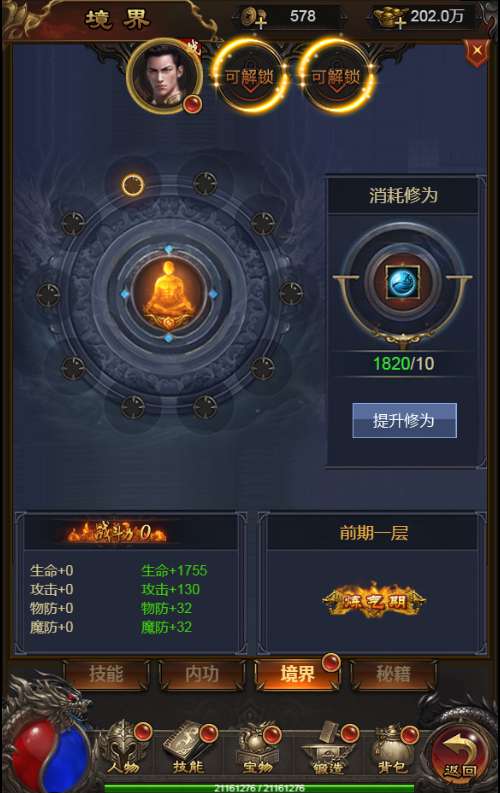 境界
578
202.0万
战
可解锁
可解锁
消耗修为
1820/10
提升修为
战斗力 0
前期一层
生命+0
生命+1755
攻击+0
攻击+130
物防+0
物防+32
魔防+0
魔防+32
炼气期
技能
内功
境界
秘籍
人物
技能
宝物
锻造
背包
返回
21161276 / 21161276